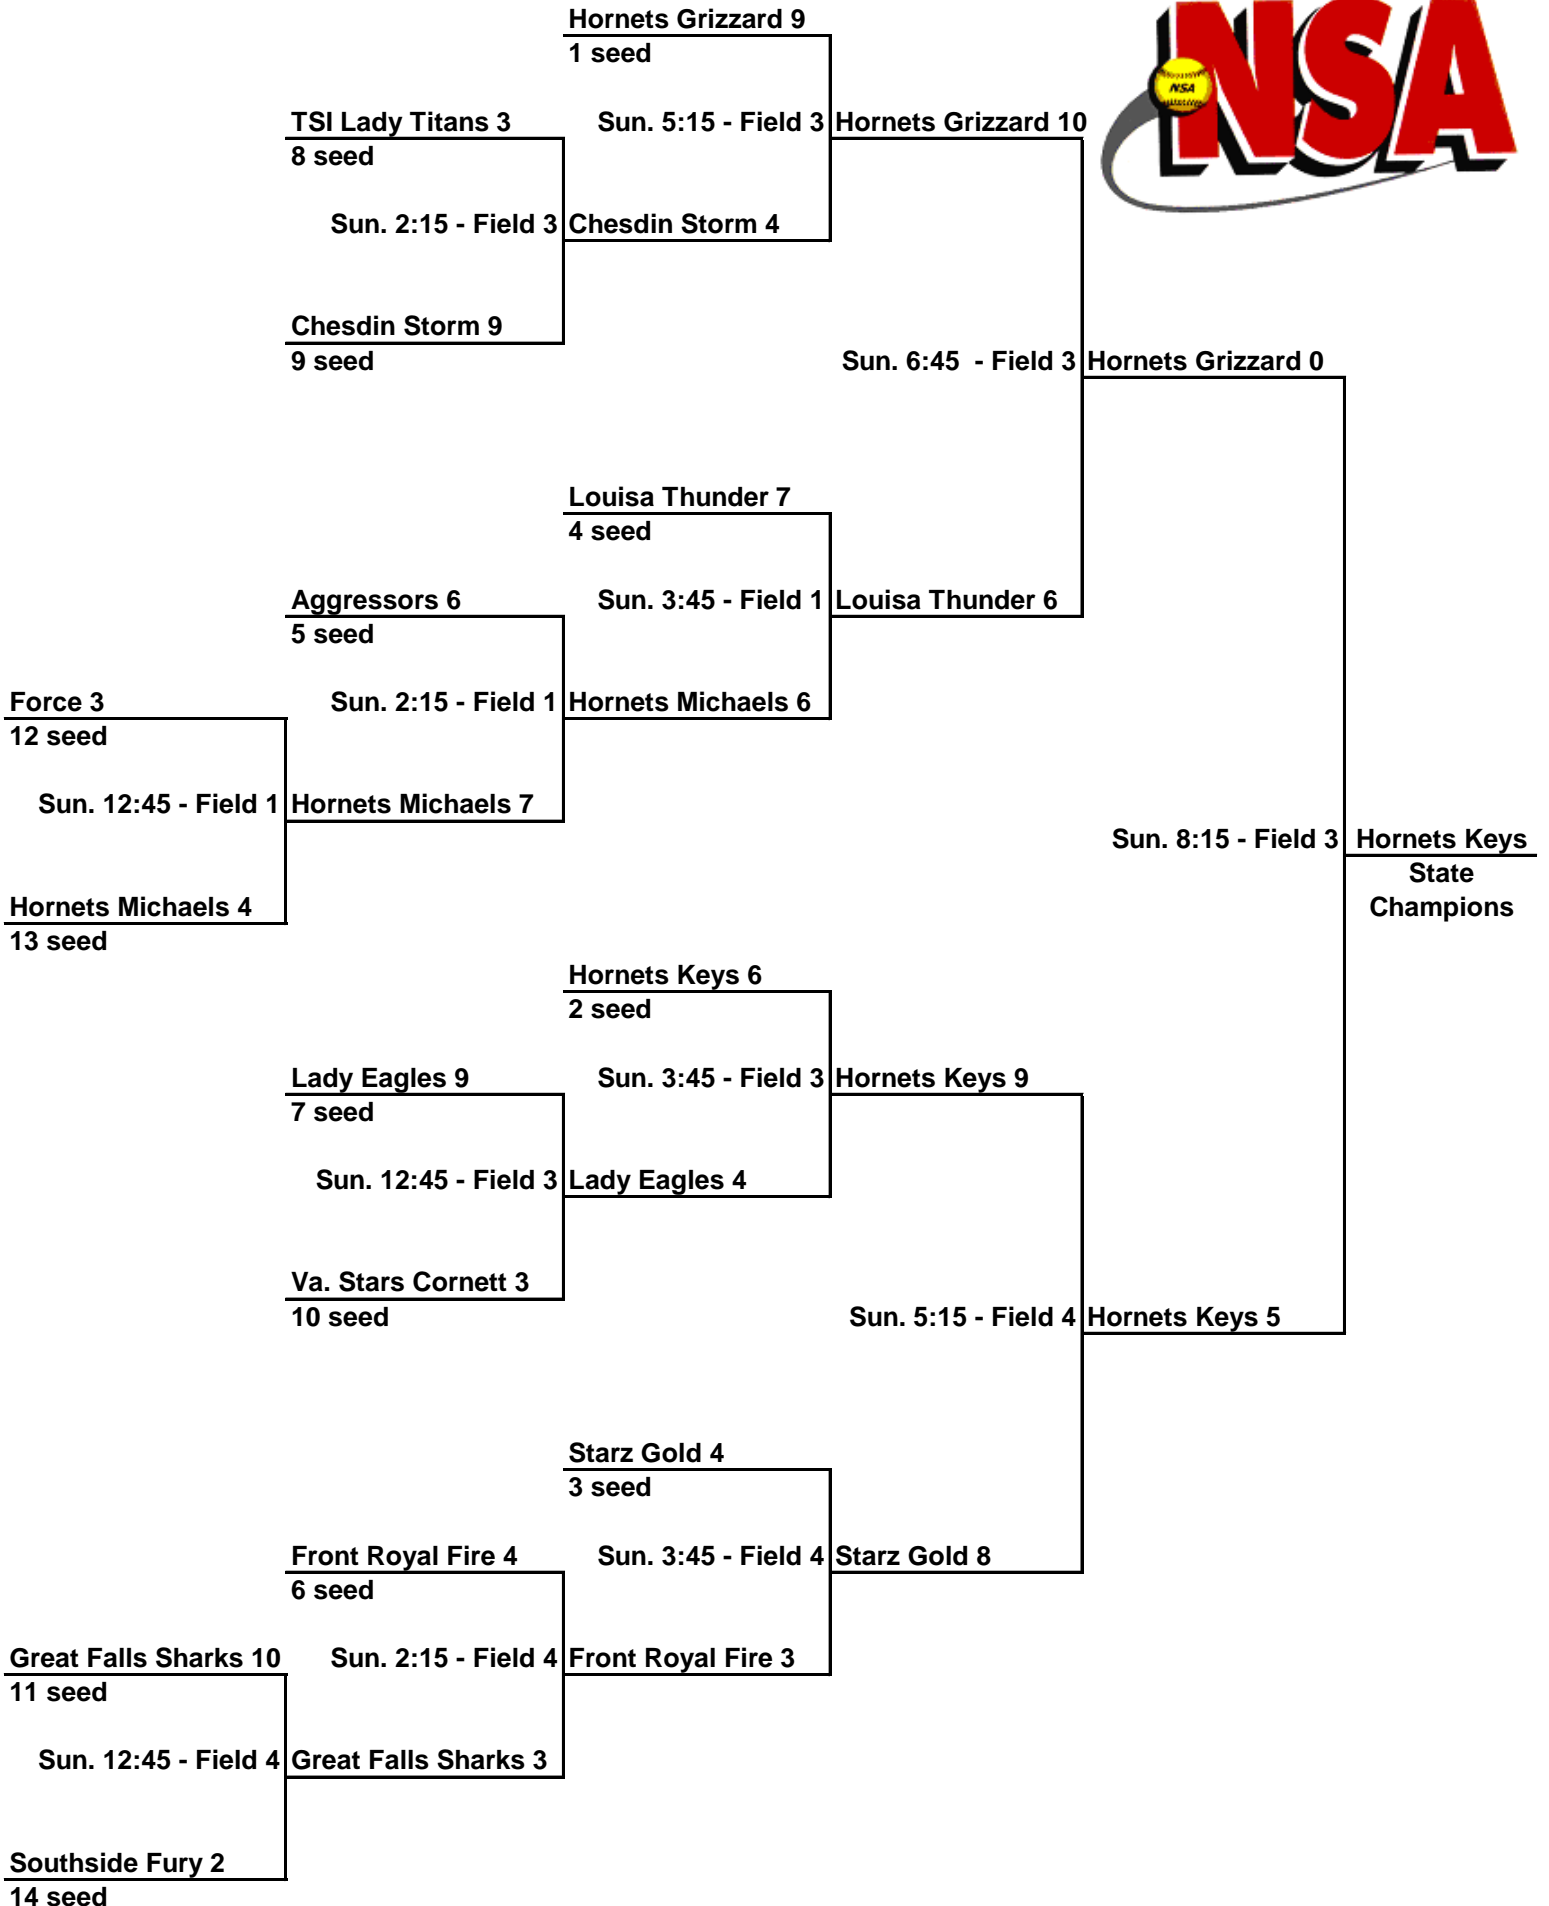 Hornets Grizzard 9
1 seed
NSA
NSA
TSI Lady Titans 3
Sun. 5:15 - Field 3
Hornets Grizzard 10
8 seed
Sun. 2:15 - Field 3
Chesdin Storm 4
Chesdin Storm 9
9 seed
Sun. 6:45  - Field 3
Hornets Grizzard 0
Louisa Thunder 7
4 seed
Aggressors 6
Sun. 3:45 - Field 1
Louisa Thunder 6
5 seed
Force 3
Sun. 2:15 - Field 1
Hornets Michaels 6
12 seed
Sun. 12:45 - Field 1
Hornets Michaels 7
Sun. 8:15 - Field 3
Hornets Keys
State
Champions
Hornets Michaels 4
13 seed
Hornets Keys 6
2 seed
Lady Eagles 9
Sun. 3:45 - Field 3
Hornets Keys 9
7 seed
Sun. 12:45 - Field 3
Lady Eagles 4
Va. Stars Cornett 3
10 seed
Sun. 5:15 - Field 4
Hornets Keys 5
Starz Gold 4
3 seed
Front Royal Fire 4
Sun. 3:45 - Field 4
Starz Gold 8
6 seed
Great Falls Sharks 10
Sun. 2:15 - Field 4
Front Royal Fire 3
11 seed
Sun. 12:45 - Field 4
Great Falls Sharks 3
Southside Fury 2
14 seed